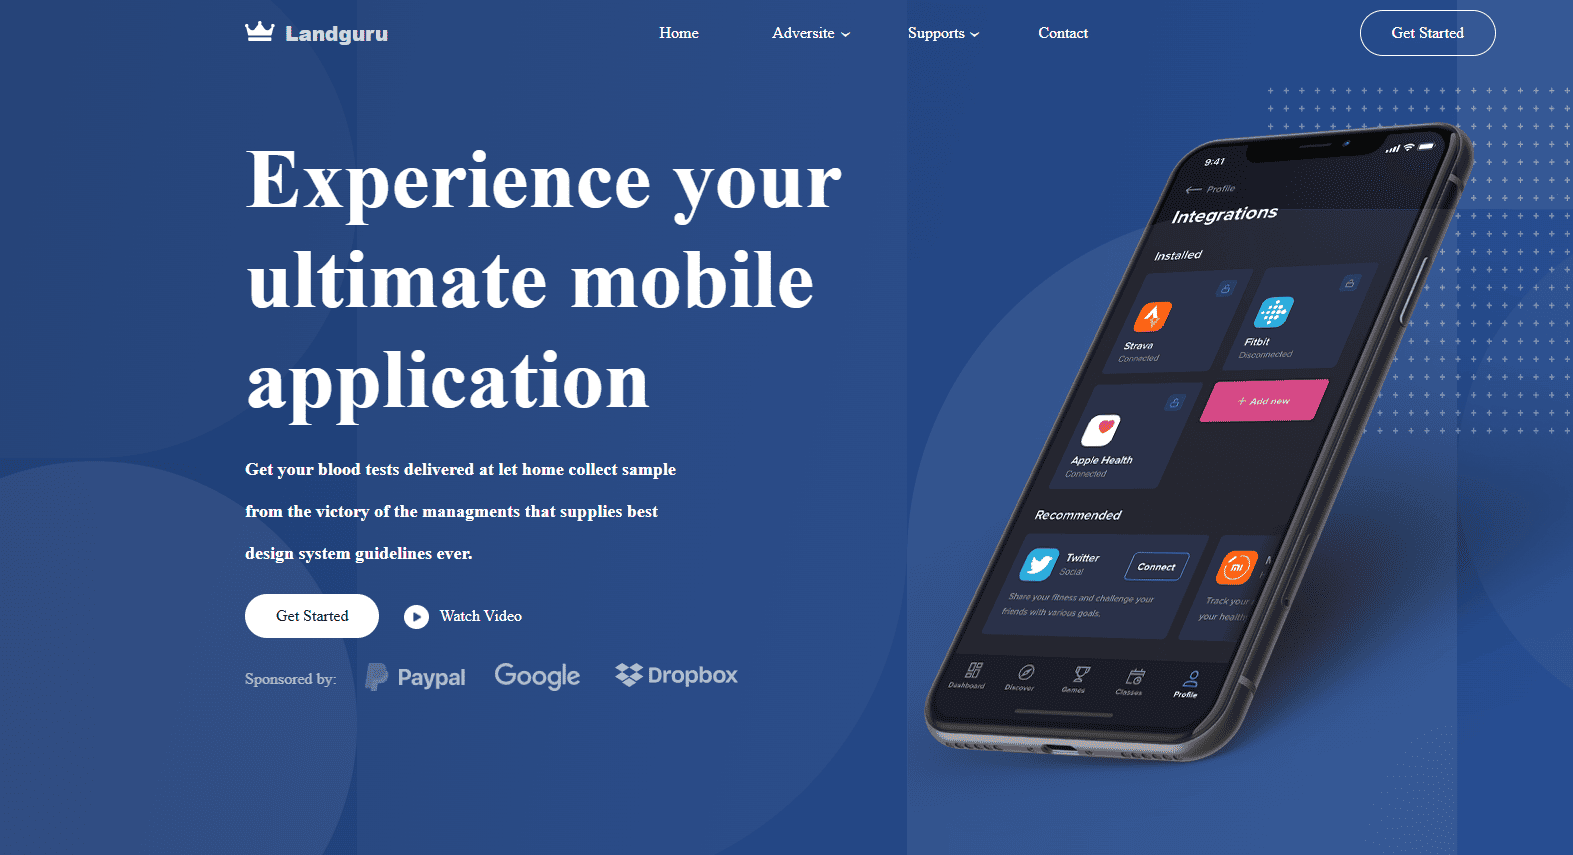 Landguru
Home
Adversite
Supports
Contact
Get Started
Experience your
ultimate mobile
application
Get your blood tests delivered at let home collect sample
from the victory of the managments that supplies best
design system guidelines ever.
Get Started
Watch Video
Sponsored by:
Paypal
Google
Dropbox
9:41
Profile
Integrations
Installed
Strava
Connected
Fitbit
Disconnected
Apple Health
Connected
+ Add new
Recommended
Twitter
Social
Connect
Share your fitness and challenge your
friends with various goals.
Track your
your health
Dashboard
Discover
Games
Classes
Profile